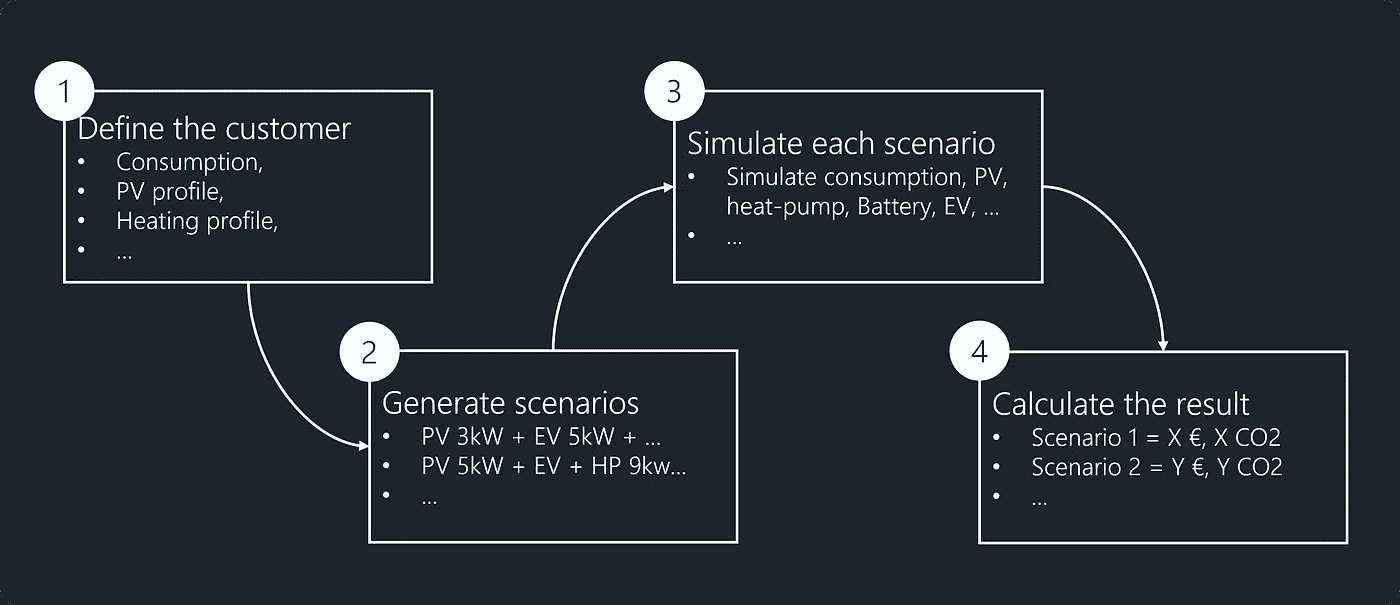 1
Define the customer
• Consumption,
• PV profile,
• Heating profile,
• ...
2
Generate scenarios
• PV 3kW + EV 5kW + ...
• PV 5kW + EV + HP 9kw...
• ...
3
Simulate each scenario
• Simulate consumption, PV,
heat-pump, Battery, EV, ...
• ...
4
Calculate the result
• Scenario 1 = X €, X CO2
• Scenario 2 = Y €, Y CO2
• ...